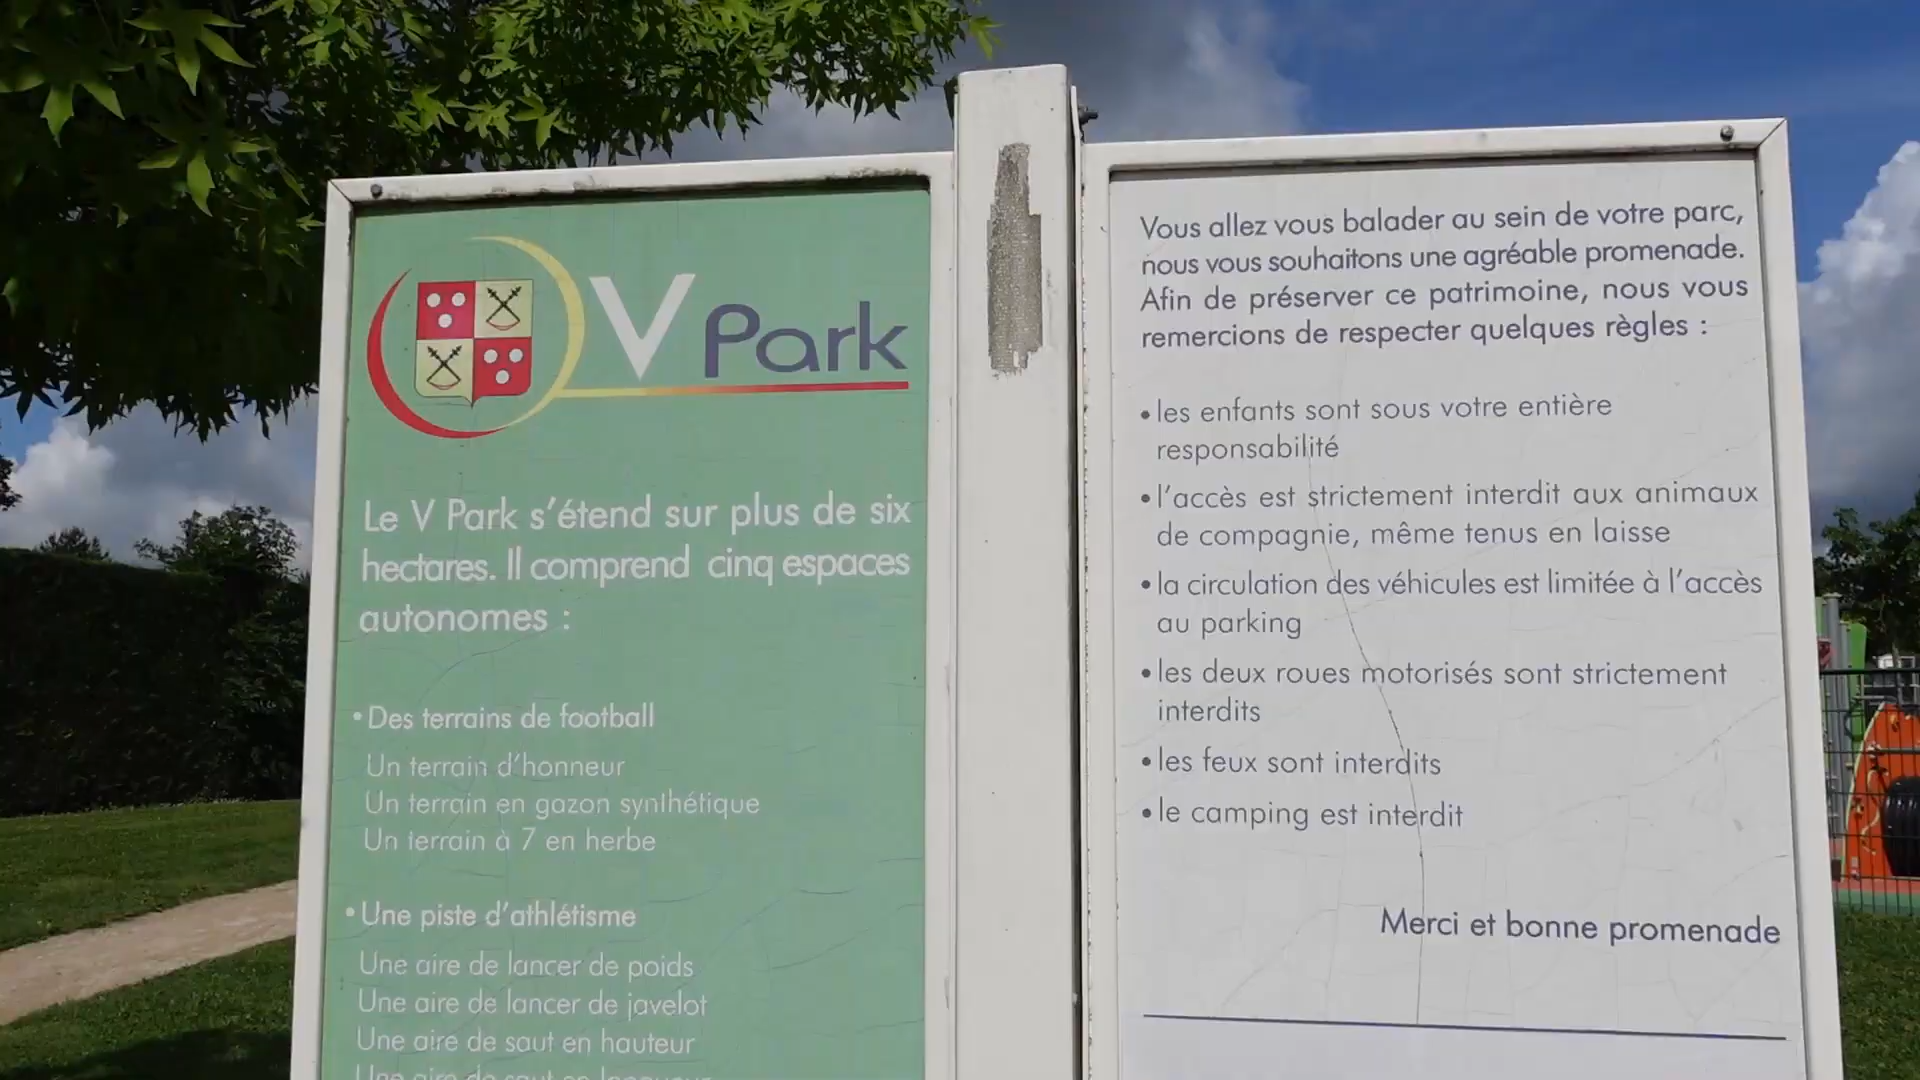 V Park
Le V Park s'étend sur plus de six
hectares. Il comprend cinq espaces
autonomes :
• Des terrains de football
Un terrain d'honneur
Un terrain en gazon synthétique
Un terrain à 7 en herbe
• Une piste d'athlétisme
Une aire de lancer de poids
Une aire de lancer de javelot
Une aire de saut en hauteur
Une aire de saut en
Vous allez vous balader au sein de votre parc,
nous vous souhaitons une agréable promenade.
Afin de préserver ce patrimoine, nous vous
remercions de respecter quelques règles :
• les enfants sont sous votre entière
responsabilité
• l'accès est strictement interdit aux animaux
de compagnie, même tenus en laisse
• la circulation des véhicules est limitée à l'accès
au parking
• les deux roues motorisés sont strictement
interdits
• les feux sont interdits
• le camping est interdit
Merci et bonne promenade